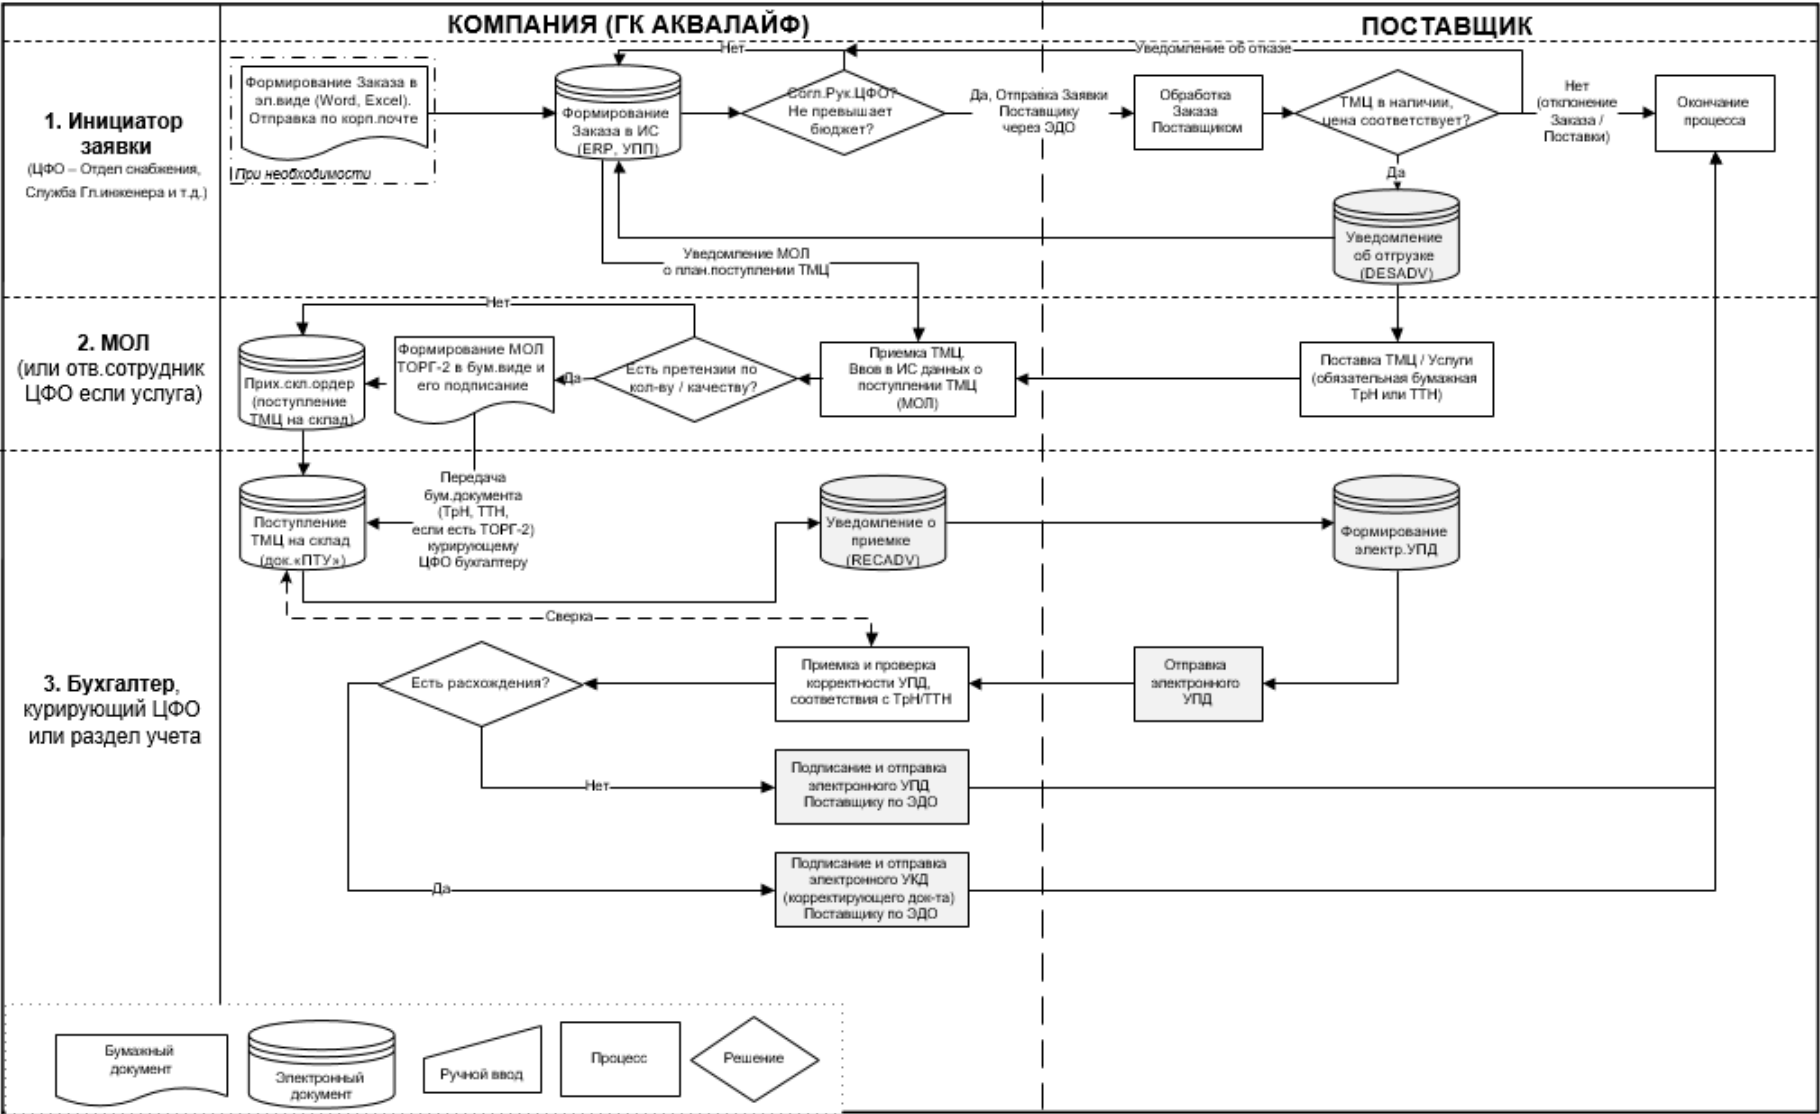 КОМПАНИЯ (ГК АКВАЛАЙФ)
ПОСТАВЩИК
1. Инициатор
заявки
(ЦФО – Отдел снабжения,
Служба Гл.инженера и т.д.)
Формирование Заказа в
эл.виде (Word, Excel).
Отправка по корп.почте
При необходимости
Формирование
Заказа в ИС
(ERP, УПП)
Нет
Согл.Рук.ЦФО?
Не превышает
бюджет?
Да, Отправка Заявки
Поставщику
через ЭДО
Уведомление об отказе
Обработка
Заказа
Поставщиком
ТМЦ в наличии,
цена соответствует?
Нет
(отклонение
Заказа /
Поставки)
Окончание
процесса
Да
Уведомление
об отгрузке
(DESADV)
Уведомление МОЛ
о план.поступлении ТМЦ
2. МОЛ
(или отв.сотрудник
ЦФО если услуга)
Нет
Прих.скл.ордер
(поступление
ТМЦ на склад)
Формирование МОЛ
ТОРГ-2 в бум.виде и
его подписание
Да
Есть претензии по
кол-ву / качеству?
Приемка ТМЦ.
Ввов в ИС данных о
поступлении ТМЦ
(МОЛ)
Поставка ТМЦ / Услуги
(обязательная бумажная
ТрН или ТТН)
3. Бухгалтер,
курирующий ЦФО
или раздел учета
Поступление
ТМЦ на склад
(док.«ПТУ»)
Передача
бум.документа
(ТрН, ТТН,
если есть ТОРГ-2)
курирующему
ЦФО бухгалтеру
Уведомление о
приемке
(RECADV)
Формирование
электр.УПД
Сверка
Есть расхождения?
Приемка и проверка
корректности УПД,
соответствия с ТрН/ТТН
Отправка
электронного
УПД
Нет
Подписание и отправка
электронного УПД
Поставщику по ЭДО
Да
Подписание и отправка
электронного УКД
(корректирующего док-та)
Поставщику по ЭДО
Бумажный
документ
Электронный
документ
Ручной ввод
Процесс
Решение